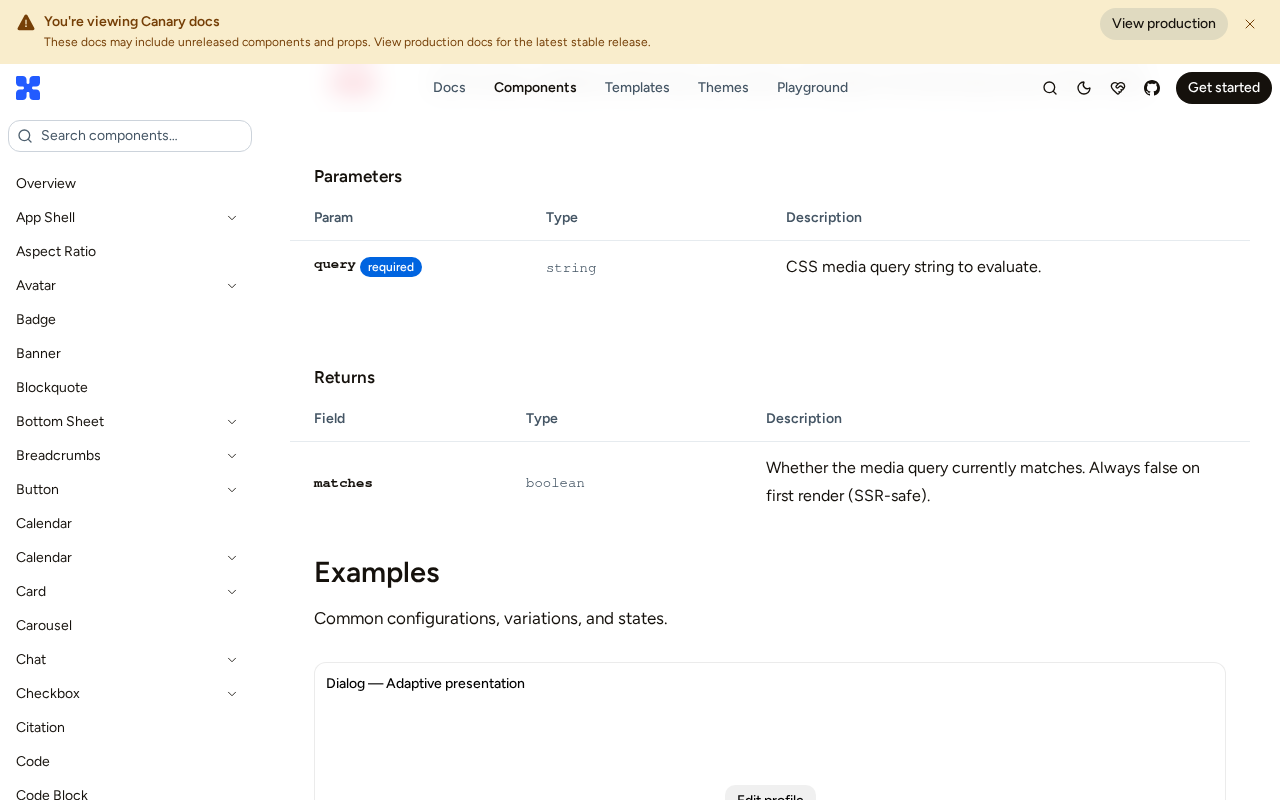 You're viewing Canary docs
These docs may include unreleased components and props. View production docs for the latest stable release.
View production
Docs
Components
Templates
Themes
Playground
Get started
Search components...
Overview
App Shell
Aspect Ratio
Avatar
Badge
Banner
Blockquote
Bottom Sheet
Breadcrumbs
Button
Calendar
Calendar
Card
Carousel
Chat
Checkbox
Citation
Code
Code Block
Parameters
Param Type Description
query required string CSS media query string to evaluate.
Returns
Field Type Description
matches boolean Whether the media query currently matches. Always false on
first render (SSR-safe).
Examples
Common configurations, variations, and states.
Dialog — Adaptive presentation
Edit profile